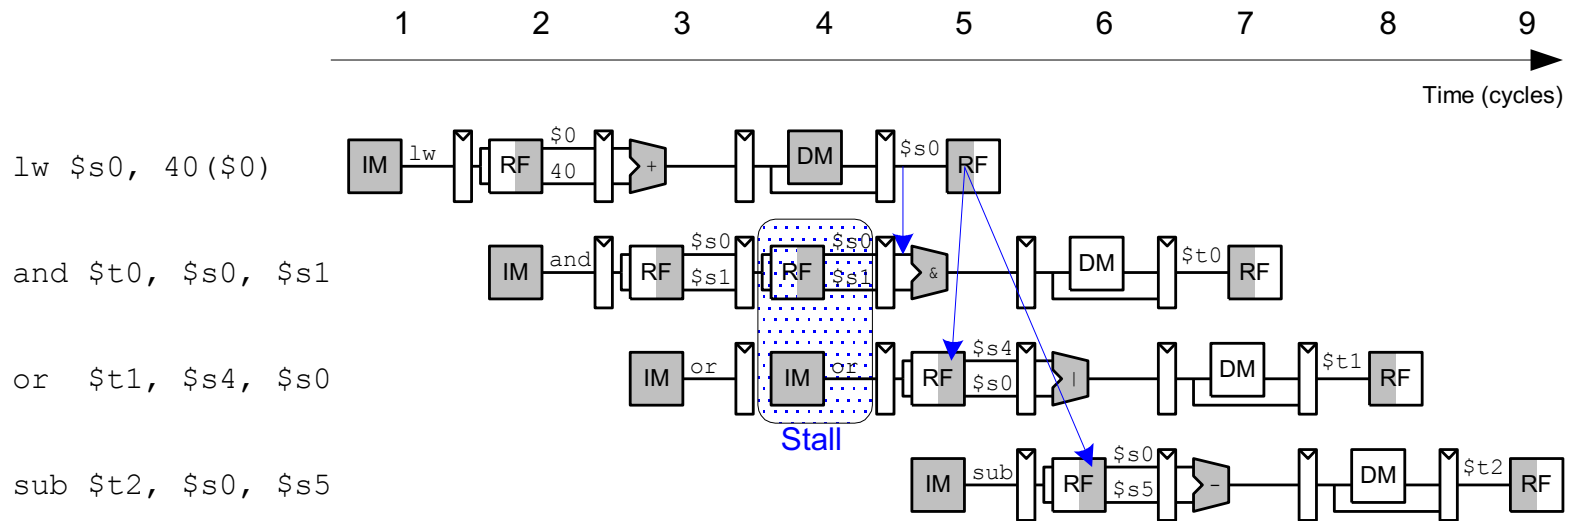 1 2 3 4 5 6 7 8 9
Time (cycles)
lw $s0, 40($0) IM lw RF $0 40 + DM $s0 RF
and $t0, $s0, $s1 IM and RF $s0 $s1 RF $s0 $s1 & DM $t0 RF
or $t1, $s4, $s0 IM or IM or RF $s4 $s0 | DM $t1 RF
Stall
sub $t2, $s0, $s5 IM sub RF $s0 $s5 - DM $t2 RF